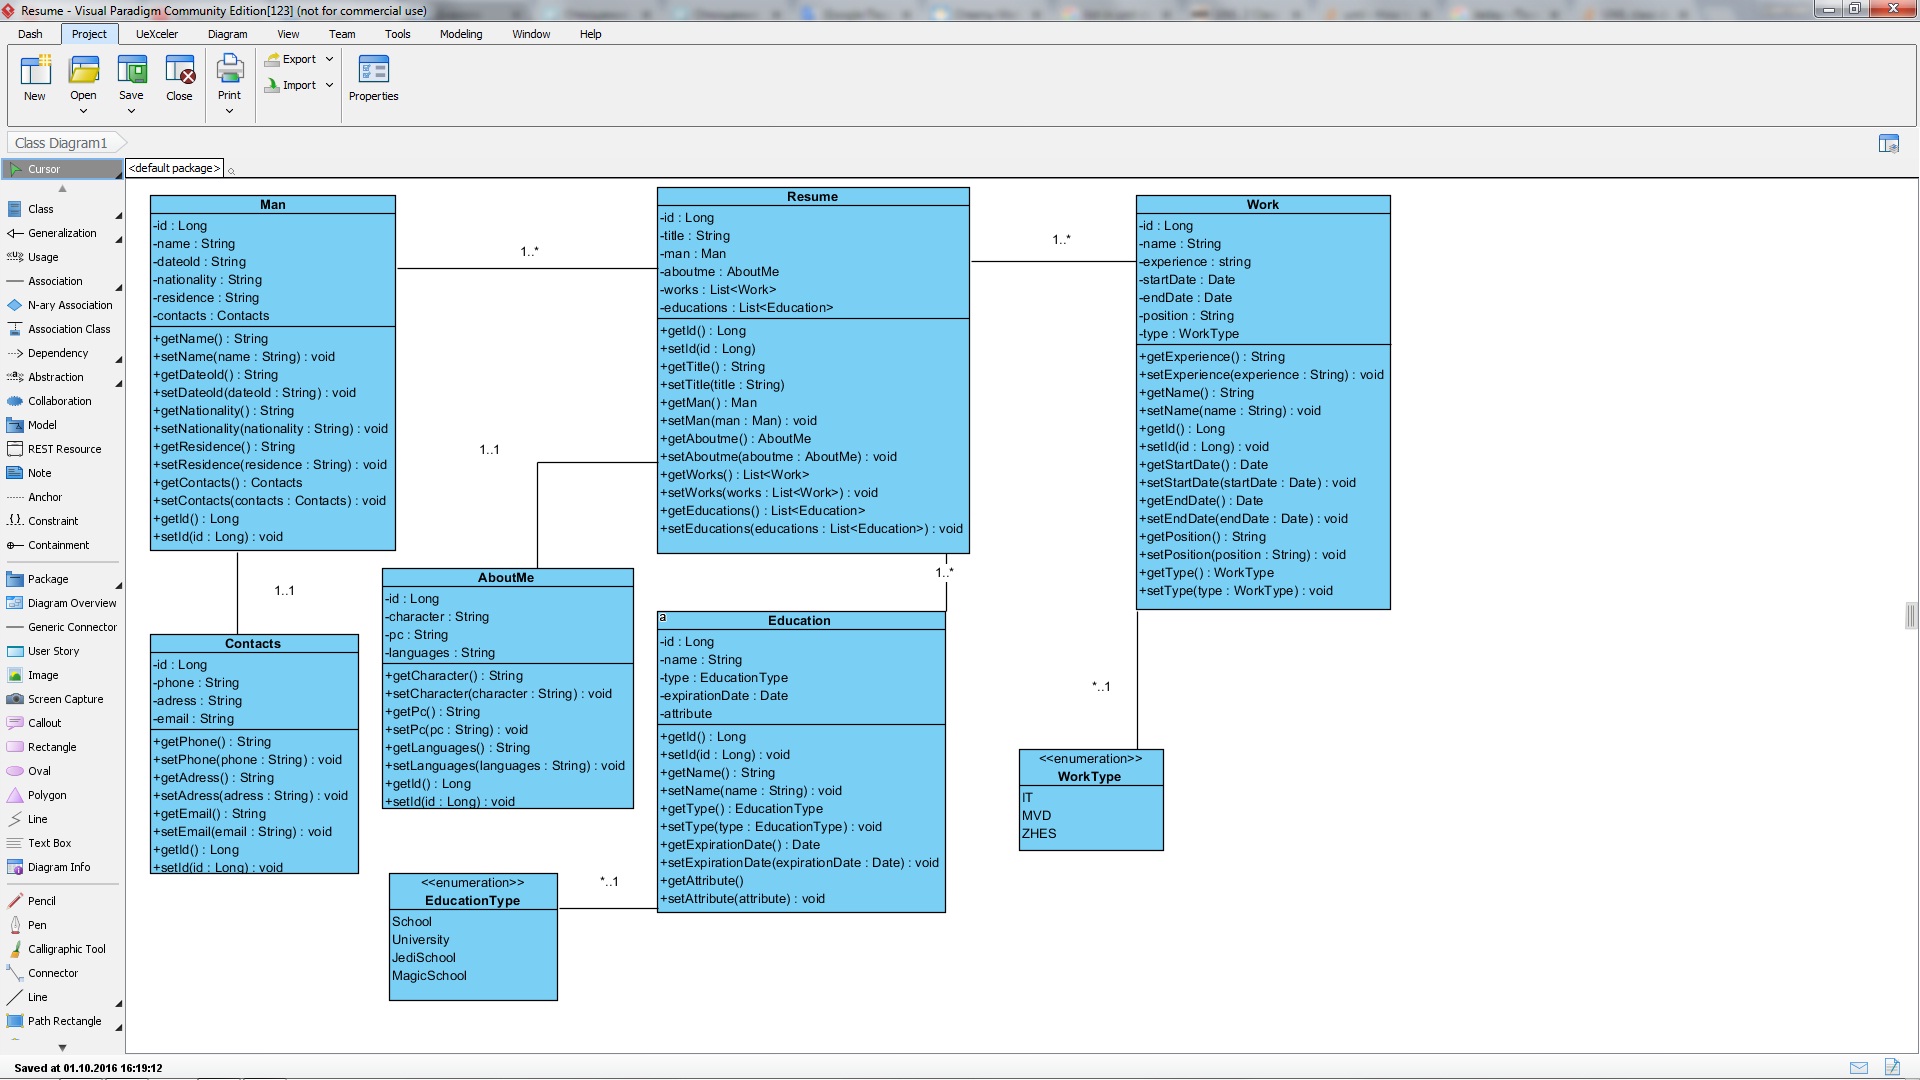 Resume - Visual Paradigm Community Edition[123] (not for commercial use)
Dash
Project
UeXceler
Diagram
View
Team
Tools
Modeling
Window
Help
New
Open
Save
Close
Print
Export
Import
Properties
Class Diagram1
Cursor
Class
Generalization
Usage
Association
N-ary Association
Association Class
Dependency
Abstraction
Collaboration
Model
REST Resource
Note
Anchor
Constraint
Containment
Package
Diagram Overview
Generic Connector
User Story
Image
Screen Capture
Callout
Rectangle
Oval
Polygon
Line
Text Box
Diagram Info
Pencil
Pen
Calligraphic Tool
Connector
Line
Path Rectangle
<default package>
Man
-id : Long
-name : String
-dateold : String
-nationality : String
-residence : String
-contacts : Contacts
+getName() : String
+setName(name : String) : void
+getDateold() : String
+setDateold(dateold : String) : void
+getNationality() : String
+setNationality(nationality : String) : void
+getResidence() : String
+setResidence(residence : String) : void
+getContacts() : Contacts
+setContacts(contacts : Contacts) : void
+getId() : Long
+setId(id : Long) : void
1..*
Resume
-id : Long
-title : String
-man : Man
-aboutme : AboutMe
-works : List<Work>
-educations : List<Education>
+getId() : Long
+setId(id : Long)
+getTitle() : String
+setTitle(title : String)
+getMan() : Man
+setMan(man : Man) : void
+getAboutme() : AboutMe
+setAboutme(aboutme : AboutMe) : void
+getWorks() : List<Work>
+setWorks(works : List<Work>) : void
+getEducations() : List<Education>
+setEducations(educations : List<Education>) : void
1..*
Work
-id : Long
-name : String
-experience : string
-startDate : Date
-endDate : Date
-position : String
-type : WorkType
+getExperience() : String
+setExperience(experience : String) : void
+getName() : String
+setName(name : String) : void
+getId() : Long
+setId(id : Long) : void
+getStartDate() : Date
+setStartDate(startDate : Date) : void
+getEndDate() : Date
+setEndDate(endDate : Date) : void
+getPosition() : String
+setPosition(position : String) : void
+getType() : WorkType
+setType(type : WorkType) : void
1..1
1..1
1..*
Contacts
-id : Long
-phone : String
-adress : String
-email : String
+getPhone() : String
+setPhone(phone : String) : void
+getAdress() : String
+setAdress(adress : String) : void
+getEmail() : String
+setEmail(email : String) : void
+getId() : Long
+setId(id : Long) : void
AboutMe
-id : Long
-character : String
-pc : String
-languages : String
+getCharacter() : String
+setCharacter(character : String) : void
+getPc() : String
+setPc(pc : String) : void
+getLanguages() : String
+setLanguages(languages : String) : void
+getId() : Long
+setId(id : Long) : void
a
Education
-id : Long
-name : String
-type : EducationType
-expirationDate : Date
-attribute
+getId() : Long
+setId(id : Long) : void
+getName() : String
+setName(name : String) : void
+getType() : EducationType
+setType(type : EducationType) : void
+getExpirationDate() : Date
+setExpirationDate(expirationDate : Date) : void
+getAttribute()
+setAttribute(attribute) : void
*..1
<<enumeration>>
WorkType
IT
MVD
ZHES
*..1
<<enumeration>>
EducationType
School
University
JediSchool
MagicSchool
Saved at 01.10.2016 16:19:12